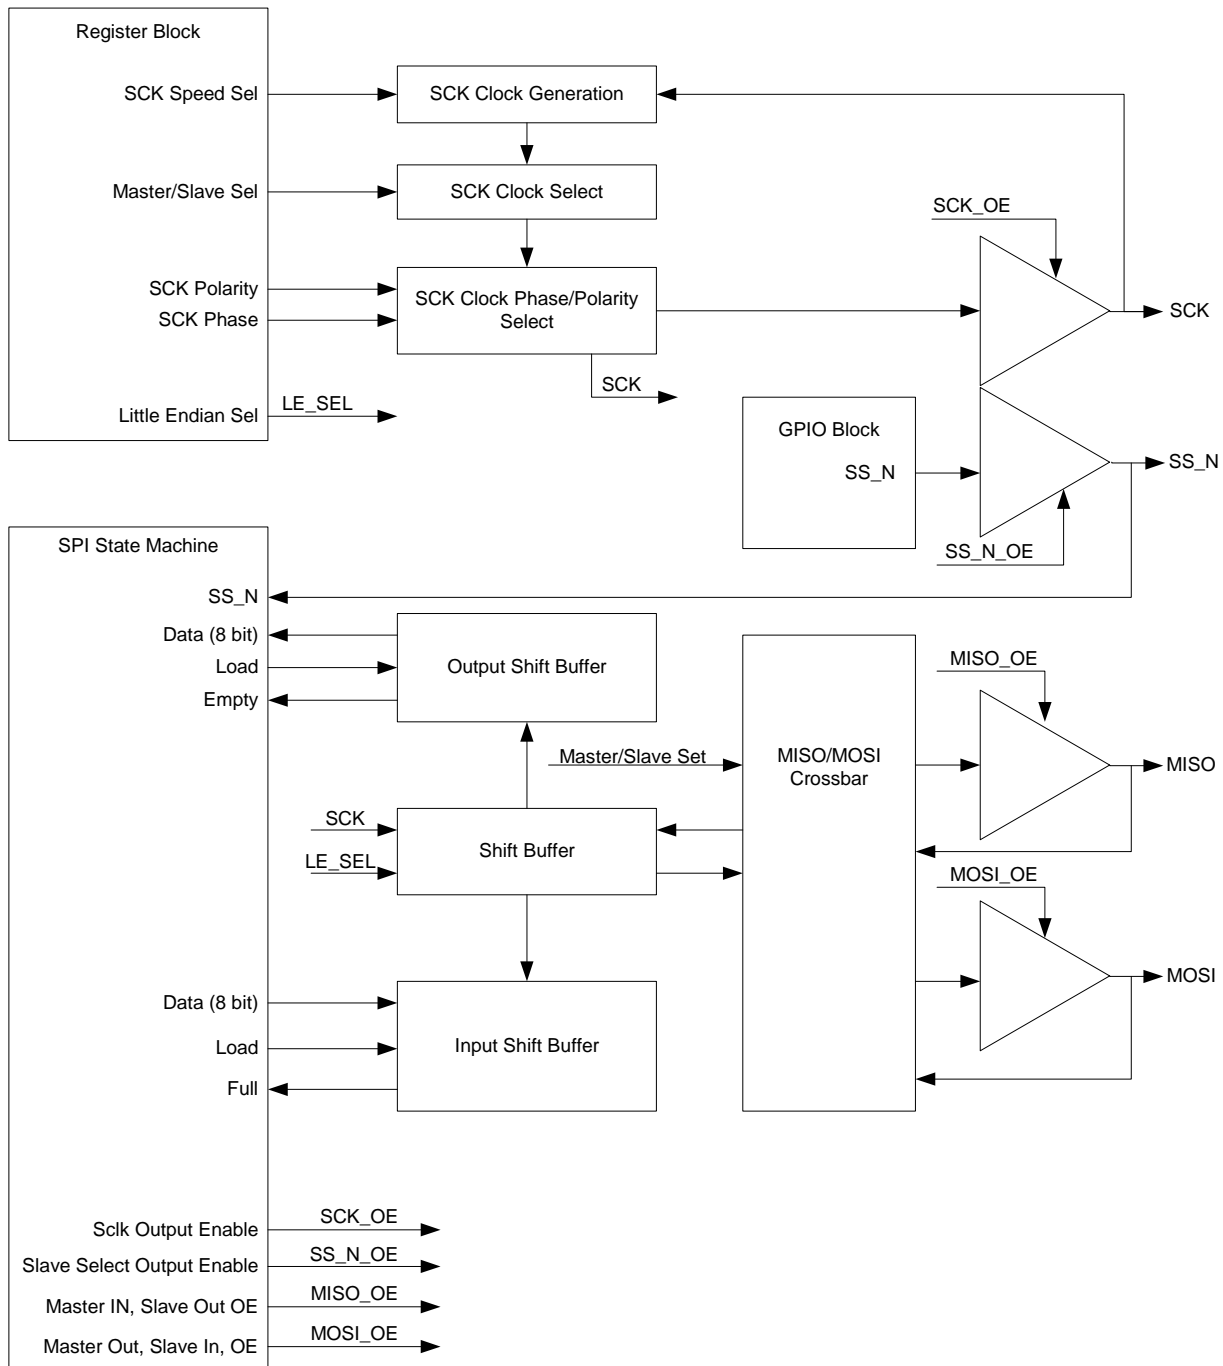 Register Block
SCK Speed Sel
SCK Clock Generation
Master/Slave Sel
SCK Clock Select
SCK_OE
SCK Polarity
SCK Phase
SCK Clock Phase/Polarity
Select
SCK
SCK
Little Endian Sel
LE_SEL
GPIO Block
SS_N
SS_N
SS_N_OE
SPI State Machine
SS_N
Data (8 bit)
Load
Empty
Output Shift Buffer
MISO_OE
Master/Slave Set
MISO/MOSI
Crossbar
MISO
SCK
LE_SEL
Shift Buffer
MOSI_OE
MOSI
Data (8 bit)
Load
Full
Input Shift Buffer
Sclk Output Enable
SCK_OE
Slave Select Output Enable
SS_N_OE
Master IN, Slave Out OE
MISO_OE
Master Out, Slave In, OE
MOSI_OE